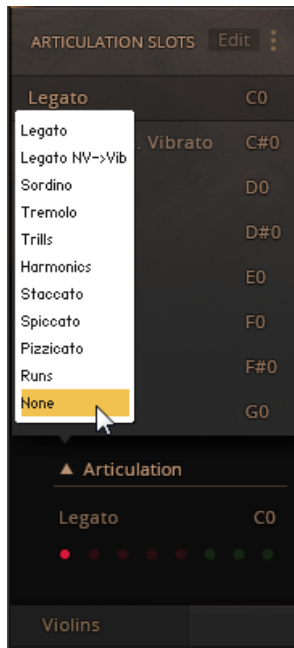 ARTICULATION SLOTS Edit
Legato C0
Legato
Legato NV->Vib
Sordino
Tremolo
Trills
Harmonics
Staccato
Spiccato
Pizzicato
Runs
None
. Vibrato C#0
D0
D#0
E0
F0
F#0
G0
▲ Articulation
Legato C0
Violins